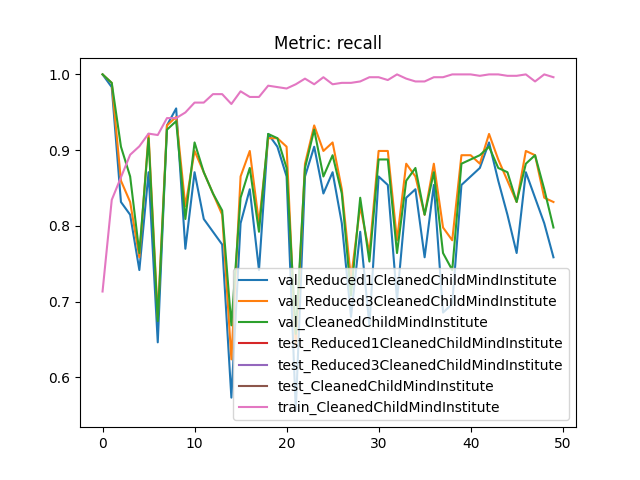 Metric: recall
1.0
0.9
0.8
0.7
0.6
val_Reduced1CleanedChildMindInstitute
val_Reduced3CleanedChildMindInstitute
val_CleanedChildMindInstitute
test_Reduced1CleanedChildMindInstitute
test_Reduced3CleanedChildMindInstitute
test_CleanedChildMindInstitute
train_CleanedChildMindInstitute
0 10 20 30 40 50